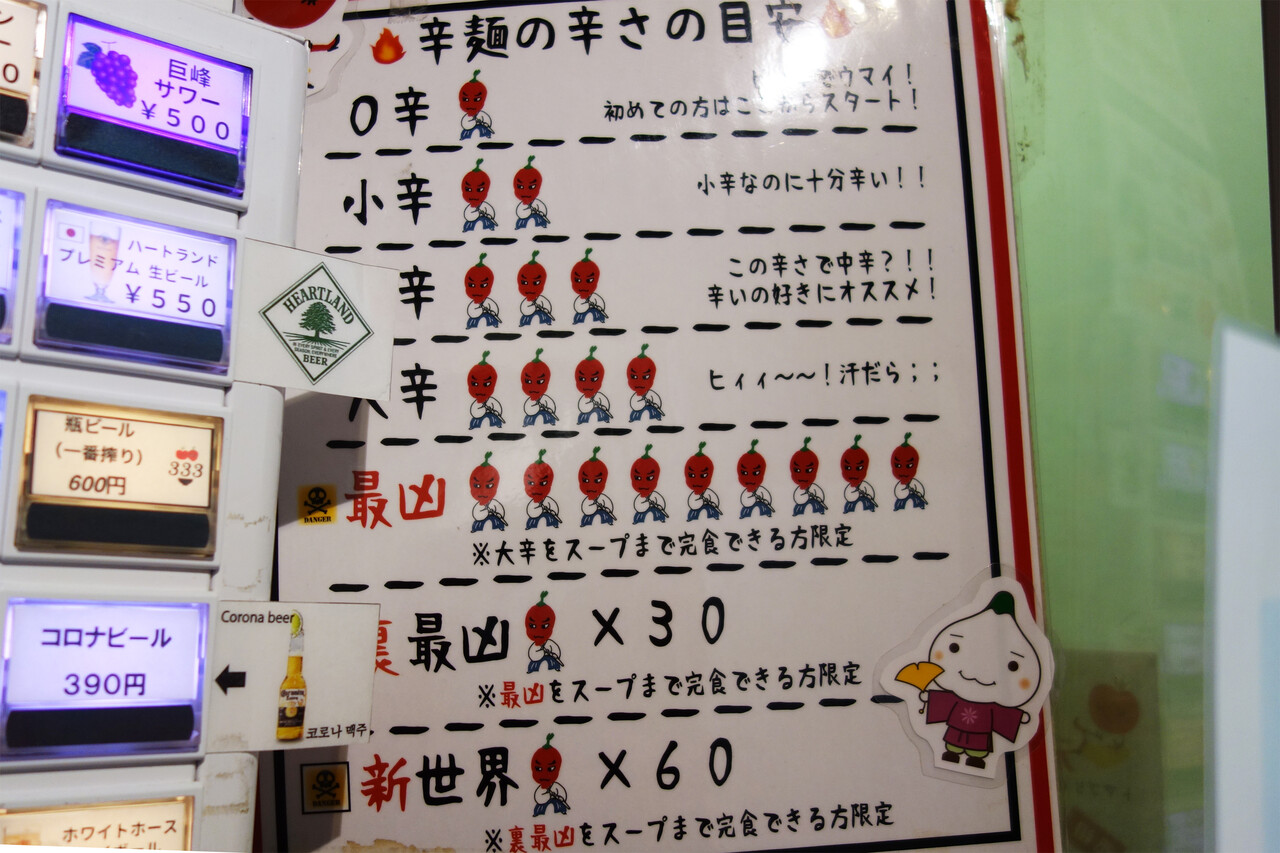 巨峰
サワー
¥500
ハートランド
プレミアム 生ビール
¥550
HEARTLAND
BEER
瓶ビール
(一番搾り)
600円
333
コロナビール
390円
Corona beer
코로나 맥주
ホワイトホース
辛麺の辛さの目安
0辛
でウマイ!
初めての方はここからスタート!
小辛
小辛なのに十分辛い!!
辛
この辛さで中辛?!!
辛いの好きにオススメ!
大辛
ヒィィ〜〜!汗だら;;
DANGER
最凶
※大辛をスープまで完食できる方限定
裏最凶 ×30
※最凶をスープまで完食できる方限定
DANGER
新世界 ×60
※裏最凶をスープまで完食できる方限定